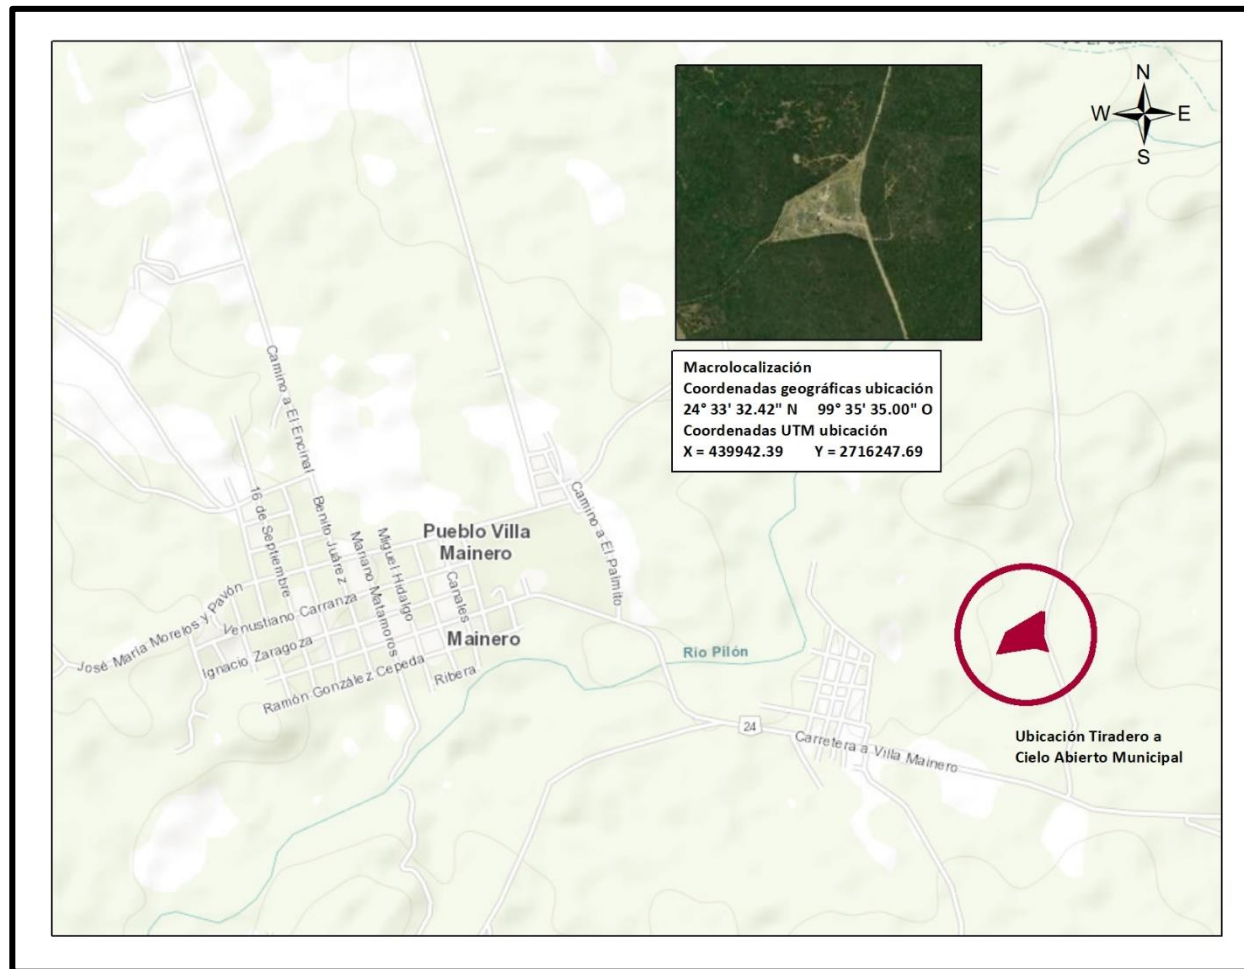 N
W E
S
Macrolocalización
Coordenadas geográficas ubicación
24° 33' 32.42" N 99° 35' 35.00" O
Coordenadas UTM ubicación
X = 439942.39 Y = 2716247.69
Camino a El Encinal
16 de Septiembre
Benito Juárez
Mariano Matamoros
Miguel Hidalgo
Pueblo Villa
Mainero
Canales
Camino a El Palmito
Venustiano Carranza
José María Morelos y Pavón
Ignacio Zaragoza
Mainero
Ramón González Cepeda
Ribera
Río Pilón
24
Carretera a Villa Mainero
Ubicación Tiradero a
Cielo Abierto Municipal